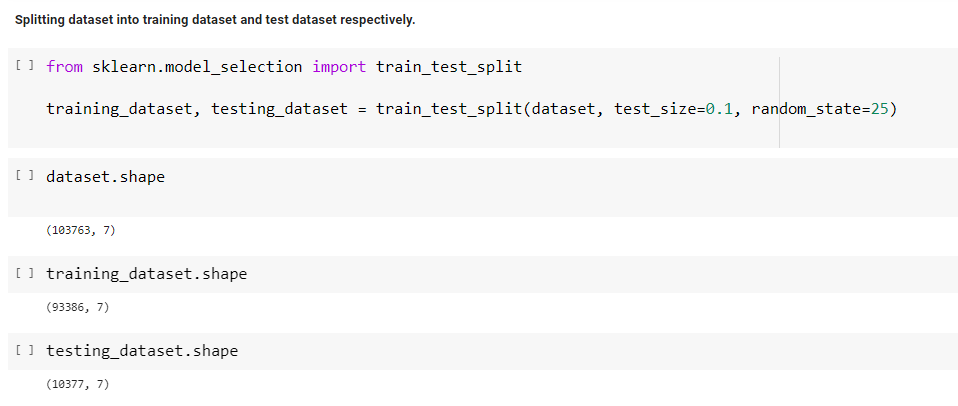 Splitting dataset into training dataset and test dataset respectively.
[ ] from sklearn.model_selection import train_test_split
training_dataset, testing_dataset = train_test_split(dataset, test_size=0.1, random_state=25)
[ ] dataset.shape
(103763, 7)
[ ] training_dataset.shape
(93386, 7)
[ ] testing_dataset.shape
(10377, 7)